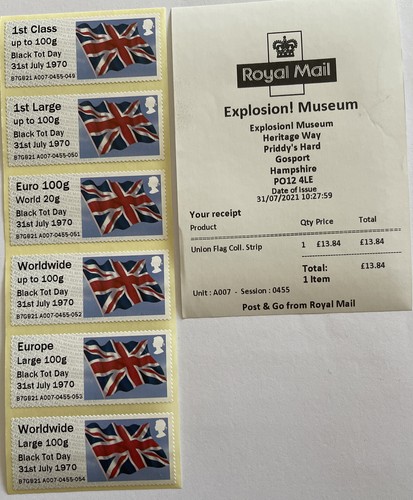 1st Class
up to 100g
Black Tot Day
31st July 1970
B7GB21 A007-0455-049
1st Large
up to 100g
Black Tot Day
31st July 1970
B7GB21 A007-0455-050
Euro 100g
World 20g
Black Tot Day
31st July 1970
B7GB21 A007-0455-051
Worldwide
up to 100g
Black Tot Day
31st July 1970
B7GB21 A007-0455-052
Europe
Large 100g
Black Tot Day
31st July 1970
B7GB21 A007-0455-053
Worldwide
Large 100g
Black Tot Day
31st July 1970
B7GB21 A007-0455-054
Royal Mail
Explosion! Museum
Explosion! Museum
Heritage Way
Priddy's Hard
Gosport
Hampshire
PO12 4LE
Date of issue
31/07/2021 10:27:59
Your receipt
Product Qty Price Total
Union Flag Coll. Strip 1 £13.84 £13.84
Total: £13.84
1 Item
Unit : A007 - Session : 0455
Post & Go from Royal Mail